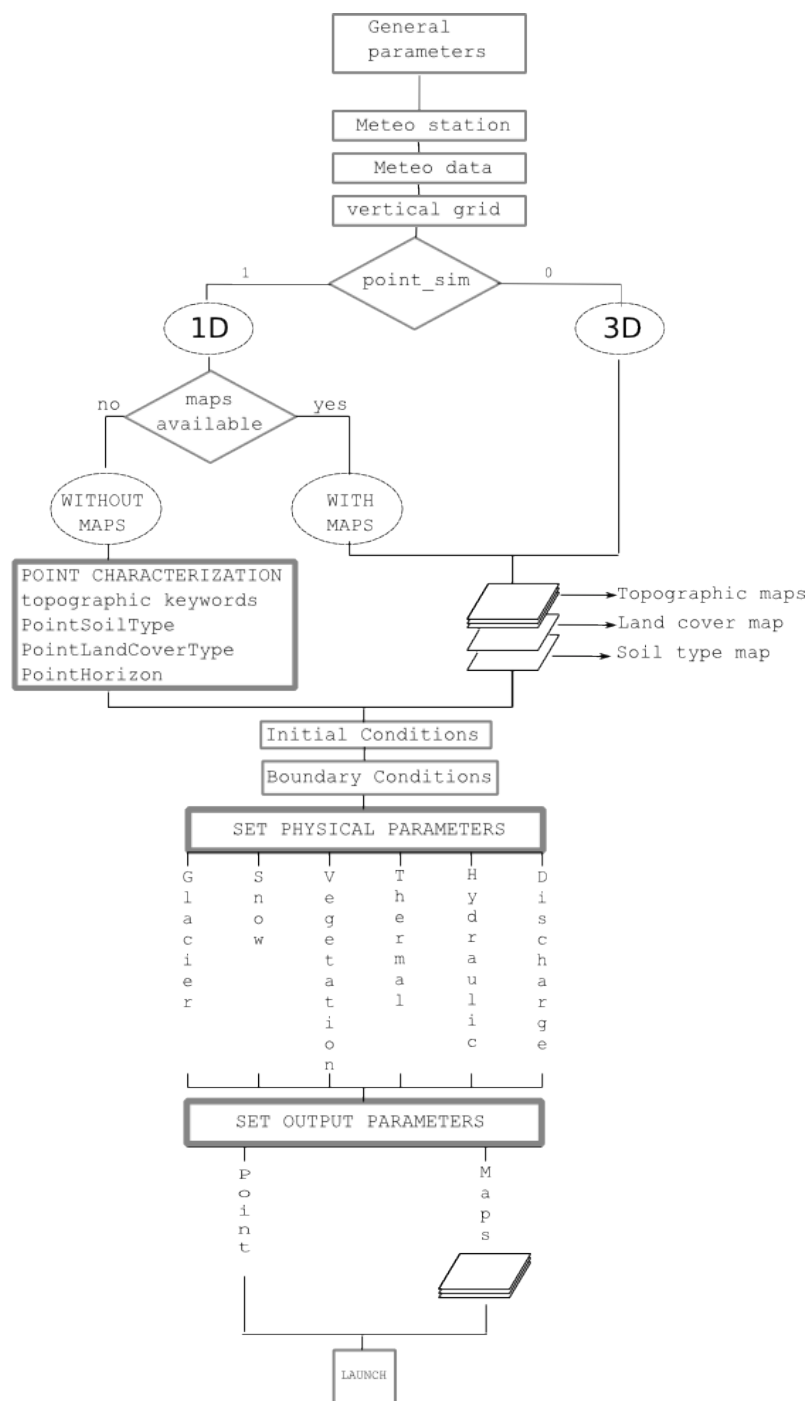 General
parameters
Meteo station
Meteo data
vertical grid
point_sim
1
0
1D
3D
maps
available
no
yes
WITHOUT
MAPS
WITH
MAPS
POINT CHARACTERIZATION
topographic keywords
PointSoilType
PointLandCoverType
PointHorizon
Topographic maps
Land cover map
Soil type map
Initial Conditions
Boundary Conditions
SET PHYSICAL PARAMETERS
Glacier
Snow
Vegetation
Thermal
Hydraulic
Discharge
SET OUTPUT PARAMETERS
Point
Maps
LAUNCH